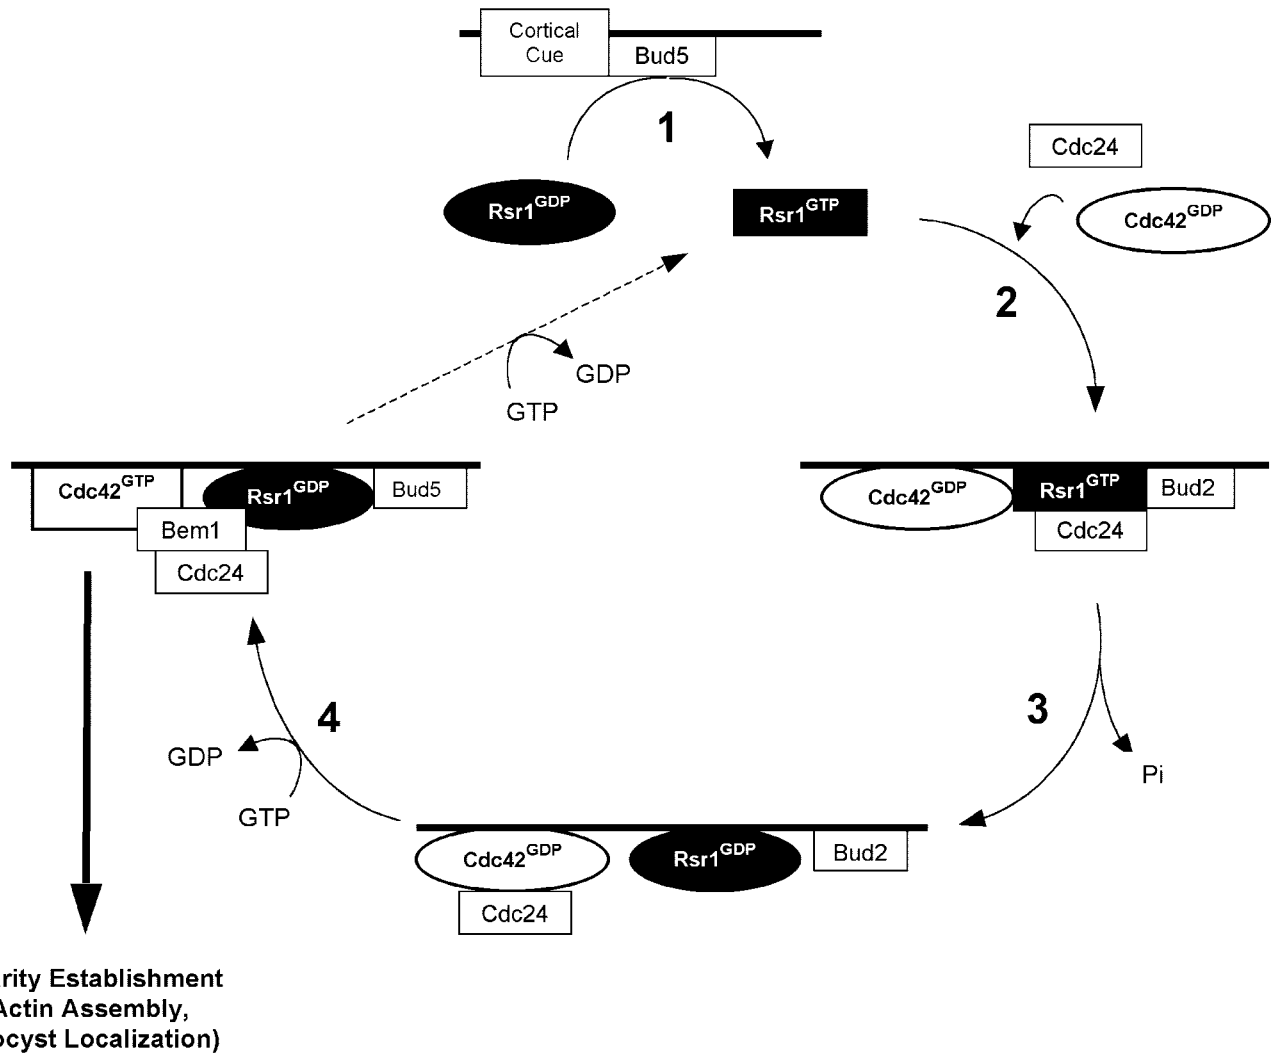 Cortical
Cue
Bud5
1
Cdc24
Rsr1GDP
Rsr1GTP
Cdc42GDP
2
GDP
GTP
Cdc42GTP
Rsr1GDP
Bud5
Bem1
Cdc24
Cdc42GDP
Rsr1GTP
Bud2
Cdc24
4
3
GDP
GTP
Pi
Cdc42GDP
Rsr1GDP
Bud2
Cdc24
rity Establishment
Actin Assembly,
ocyst Localization)